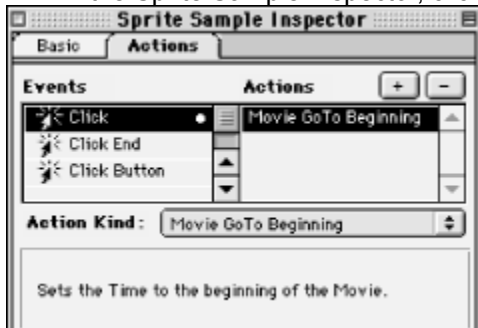 Sprite Sample Inspector
Basic Actions
Events Actions + -
Click Movie GoTo Beginning
Click End
Click Button
Action Kind: Movie GoTo Beginning
Sets the Time to the beginning of the Movie.